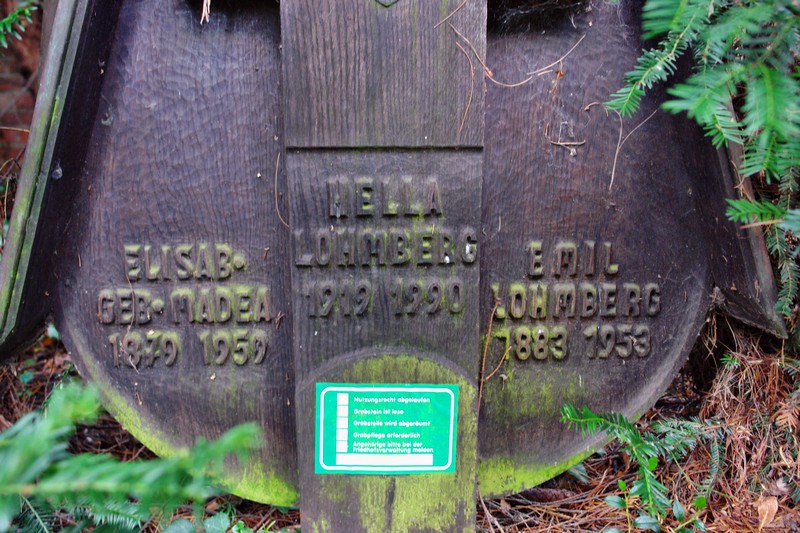 ELISAB·
GEB·MADEA
1879 1959
HELLA
LOHMBERG
1919 1990
EMIL
LOHMBERG
1883 1953
Nutzungsrecht abgelaufen
Grabstein ist lose
Grabstelle wird abgeräumt
Grabpflege erforderlich
Angehörige bitte bei der
Friedhofsverwaltung melden